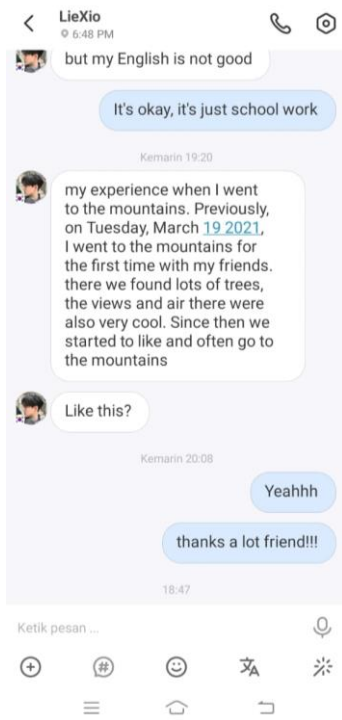 LieXio
6:48 PM
but my English is not good
It's okay, it's just school work
Kemarin 19:20
my experience when I went
to the mountains. Previously,
on Tuesday, March 19 2021,
I went to the mountains for
the first time with my friends.
there we found lots of trees,
the views and air there were
also very cool. Since then we
started to like and often go to
the mountains
Like this?
Kemarin 20:08
Yeahhh
thanks a lot friend!!!
18:47
Ketik pesan ...